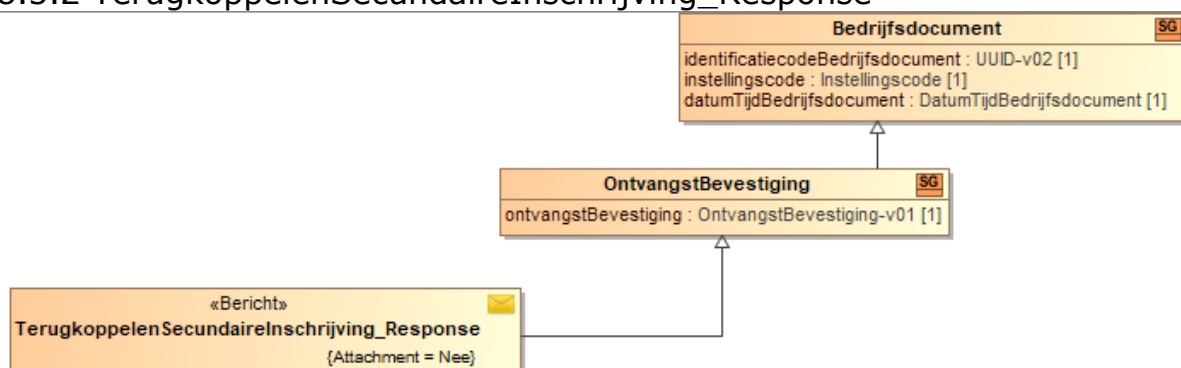 TerugkoppelenSecundaireInschrijving_Response
Bedrijfsdocument
SG
identificatiecodeBedrijfsdocument : UUID-v02 [1]
instellingscode : Instellingscode [1]
datumTijdBedrijfsdocument : DatumTijdBedrijfsdocument [1]
OntvangstBevestiging
SG
ontvangstBevestiging : OntvangstBevestiging-v01 [1]
«Bericht»
TerugkoppelenSecundaireInschrijving_Response
{Attachment = Nee}